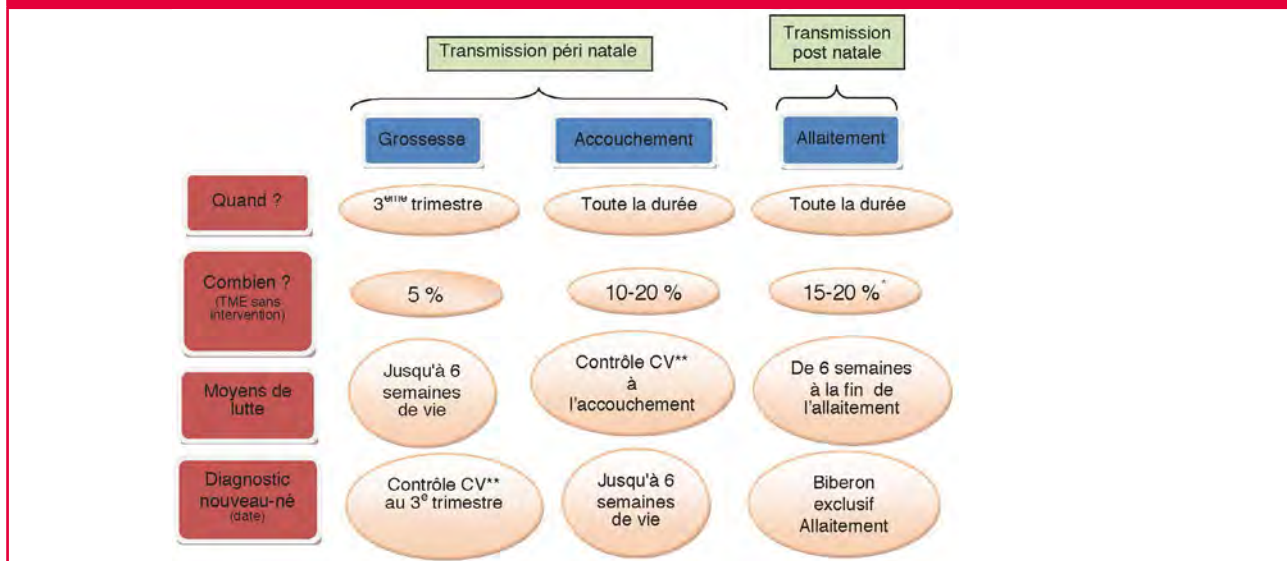 Transmission péri natale
Transmission
post natale
Grossesse
Accouchement
Allaitement
Quand ?
3ème trimestre
Toute la durée
Toute la durée
Combien ?
(TME sans
intervention)
5 %
10-20 %
15-20 %*
Moyens de
lutte
Jusqu'à 6
semaines
de vie
Contrôle CV**
à
l'accouchement
De 6 semaines
à la fin de
l'allaitement
Diagnostic
nouveau-né
(date)
Contrôle CV**
au 3e trimestre
Jusqu'à 6
semaines
de vie
Biberon
exclusif
Allaitement